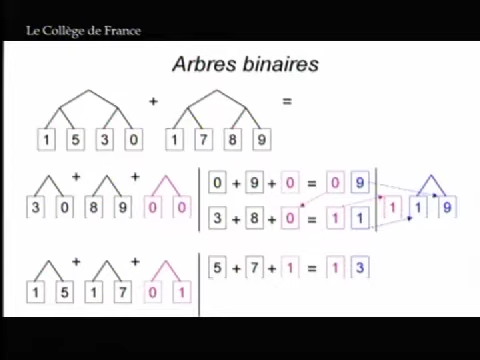 Le Collège de France
Arbres binaires
+ =
1 5 3 0 1 7 8 9
+ + 0 + 9 + 0 = 0 9
3 0 8 9 0 0 1 1 9
3 + 8 + 0 = 1 1
+ + 5 + 7 + 1 = 1 3
1 5 1 7 0 1